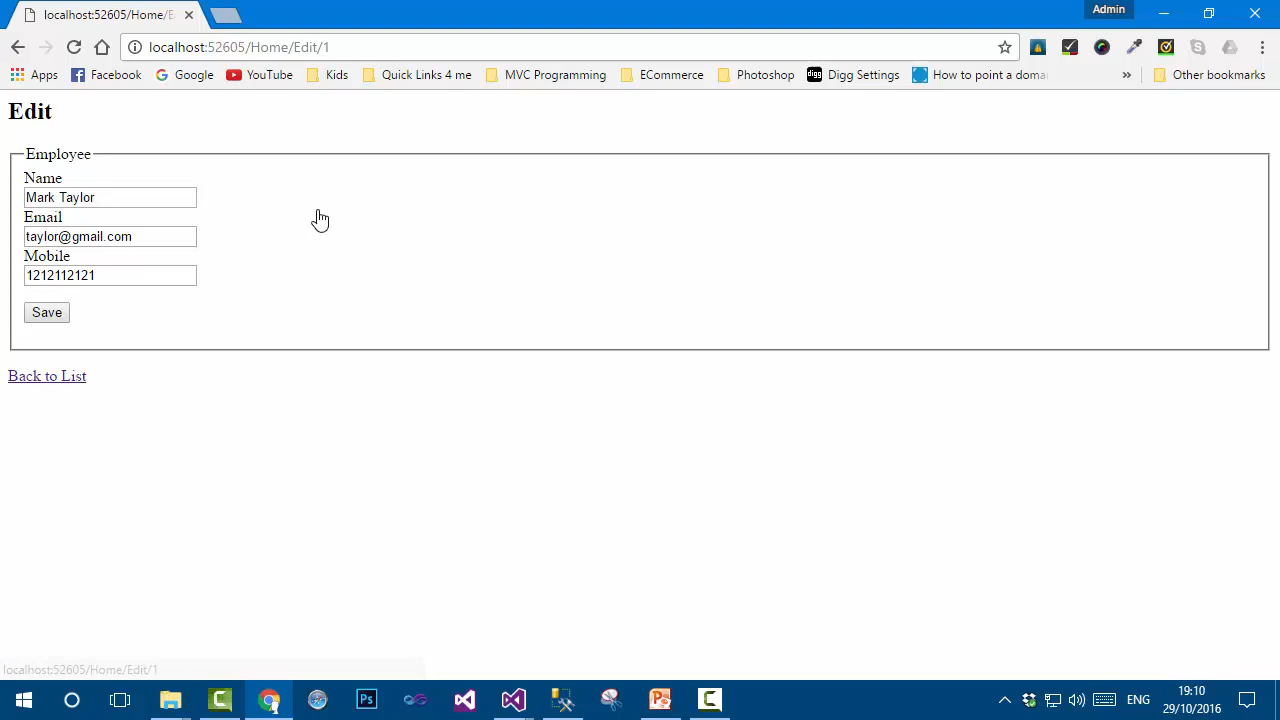 localhost:52605/Home/E
Admin
localhost:52605/Home/Edit/1
Apps Facebook Google YouTube Kids Quick Links 4 me MVC Programming ECommerce Photoshop digg Digg Settings How to point a doma » Other bookmarks
Edit
Employee
Name
Mark Taylor
Email
taylor@gmail.com
Mobile
1212112121
Save
Back to List
localhost:52605/Home/Edit/1
Ps
ENG
19:10
29/10/2016